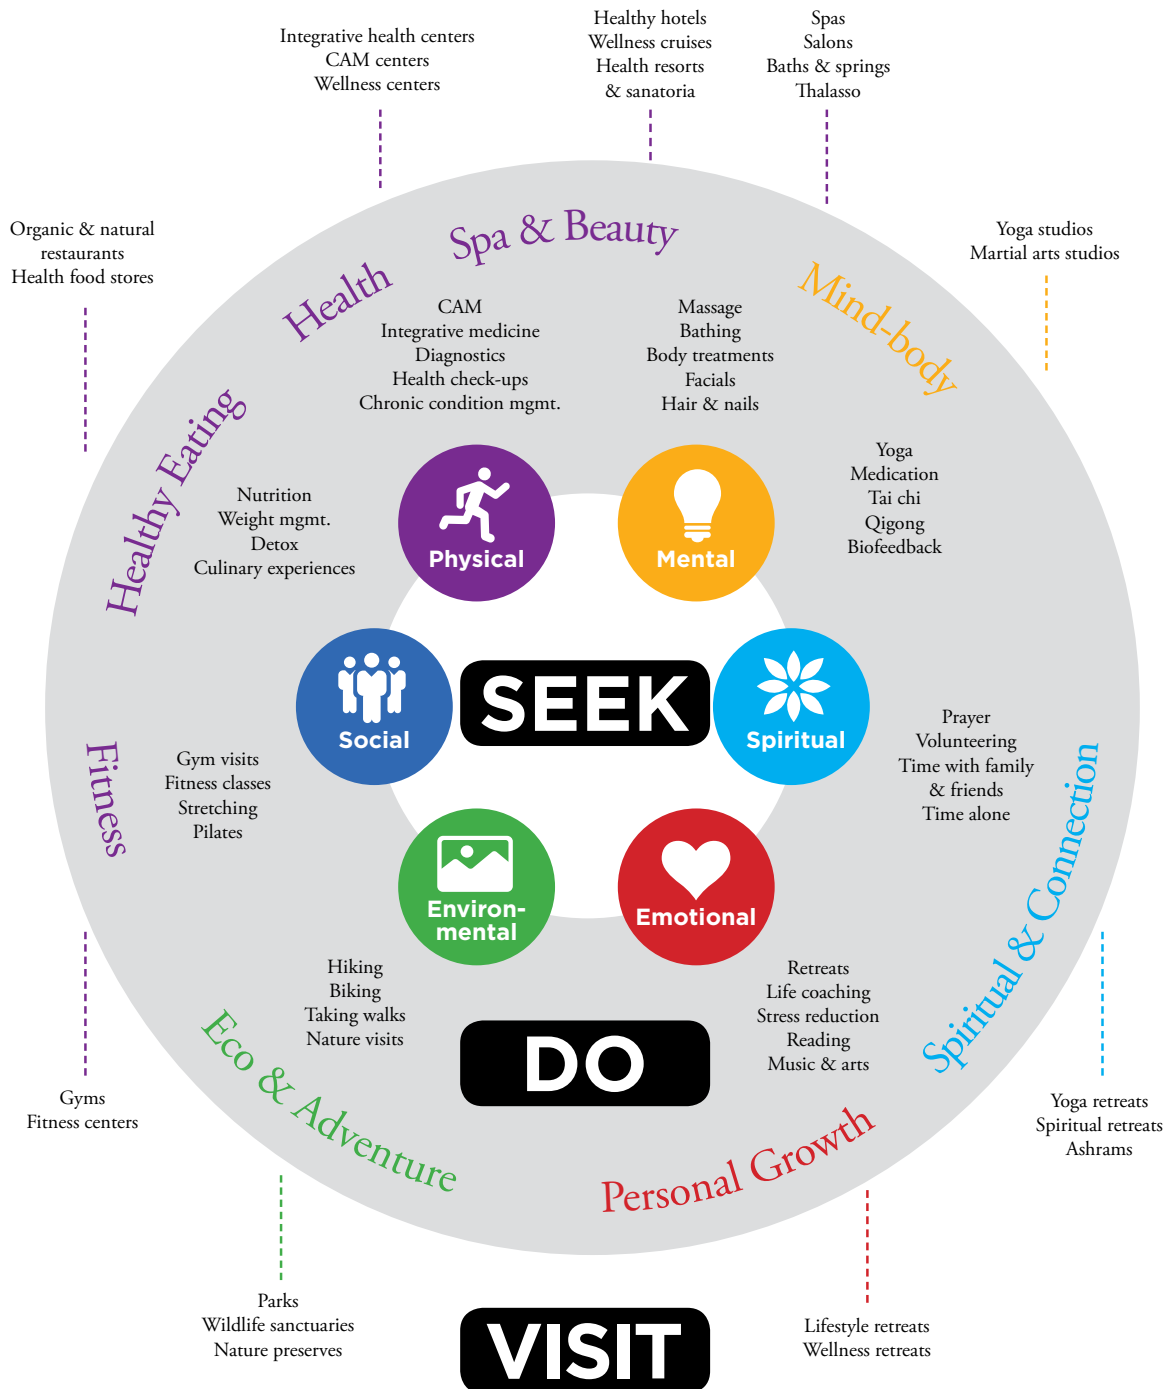 Integrative health centers
CAM centers
Wellness centers
Healthy hotels
Wellness cruises
Health resorts
& sanatoria
Spas
Salons
Baths & springs
Thalasso
Organic & natural
restaurants
Health food stores
Yoga studios
Martial arts studios
Spa & Beauty
Health
Mind-body
Healthy Eating
CAM
Integrative medicine
Diagnostics
Health check-ups
Chronic condition mgmt.
Massage
Bathing
Body treatments
Facials
Hair & nails
Nutrition
Weight mgmt.
Detox
Culinary experiences
Yoga
Medication
Tai chi
Qigong
Biofeedback
Physical
Mental
Social
SEEK
Spiritual
Fitness
Gym visits
Fitness classes
Stretching
Pilates
Prayer
Volunteering
Time with family
& friends
Time alone
Spiritual & Connection
Environ-
mental
Emotional
Hiking
Biking
Taking walks
Nature visits
Retreats
Life coaching
Stress reduction
Reading
Music & arts
DO
Eco & Adventure
Personal Growth
Gyms
Fitness centers
Yoga retreats
Spiritual retreats
Ashrams
Parks
Wildlife sanctuaries
Nature preserves
VISIT
Lifestyle retreats
Wellness retreats